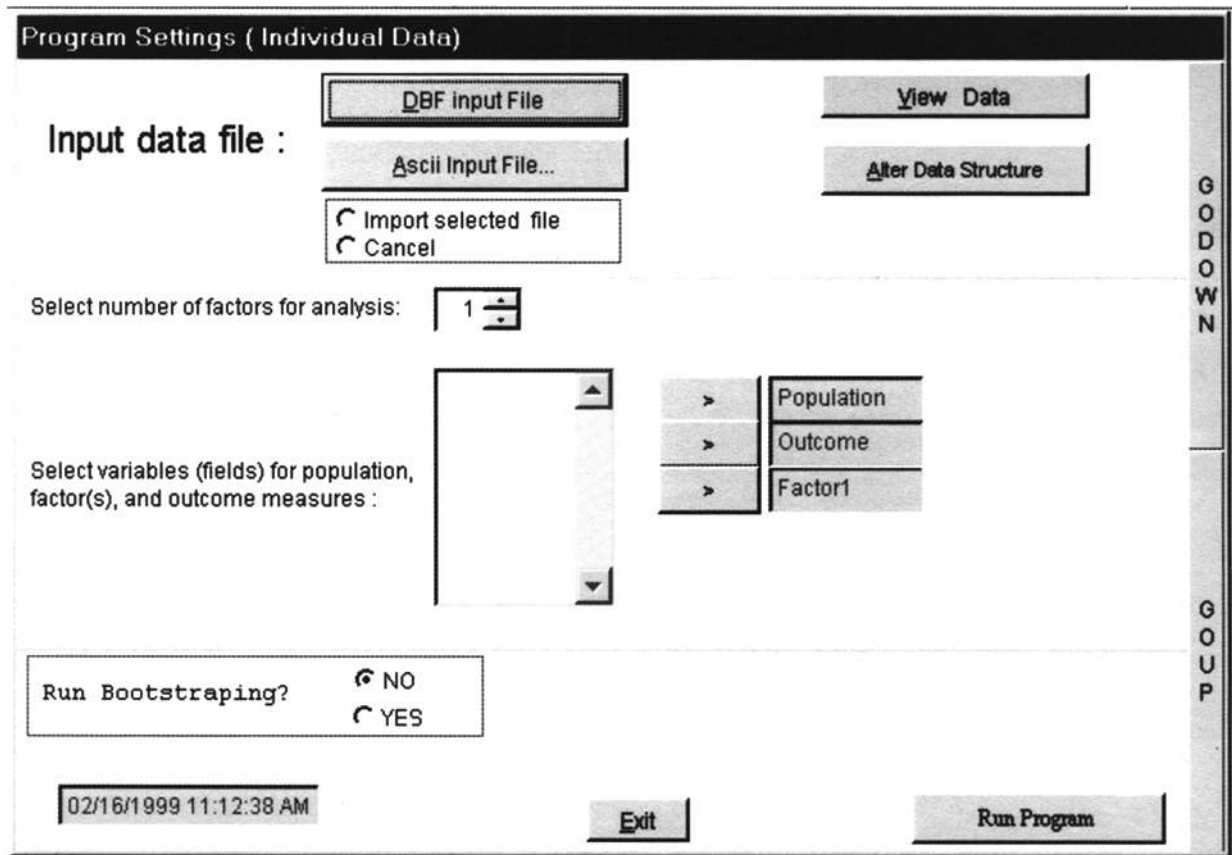 Program Settings ( Individual Data)
Input data file :
DBF input File
View Data
Ascii Input File...
Alter Data Structure
Import selected file
Cancel
Select number of factors for analysis:
1
Select variables (fields) for population,
factor(s), and outcome measures :
> Population
> Outcome
> Factor1
Run Bootstraping?
NO
YES
02/16/1999 11:12:38 AM
Exit
Run Program
GODOWN
GOUP